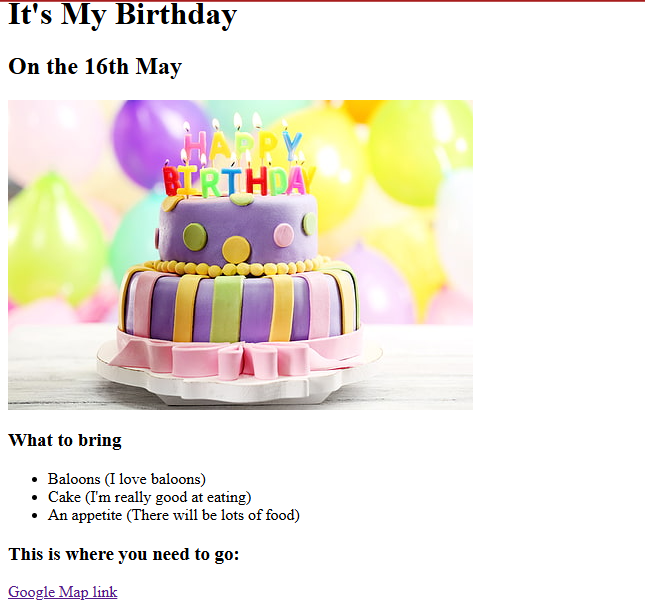 It's My Birthday
On the 16th May
HAPPY
BIRTHDAY
What to bring
Baloons (I love baloons)
Cake (I'm really good at eating)
An appetite (There will be lots of food)
This is where you need to go:
Google Map link